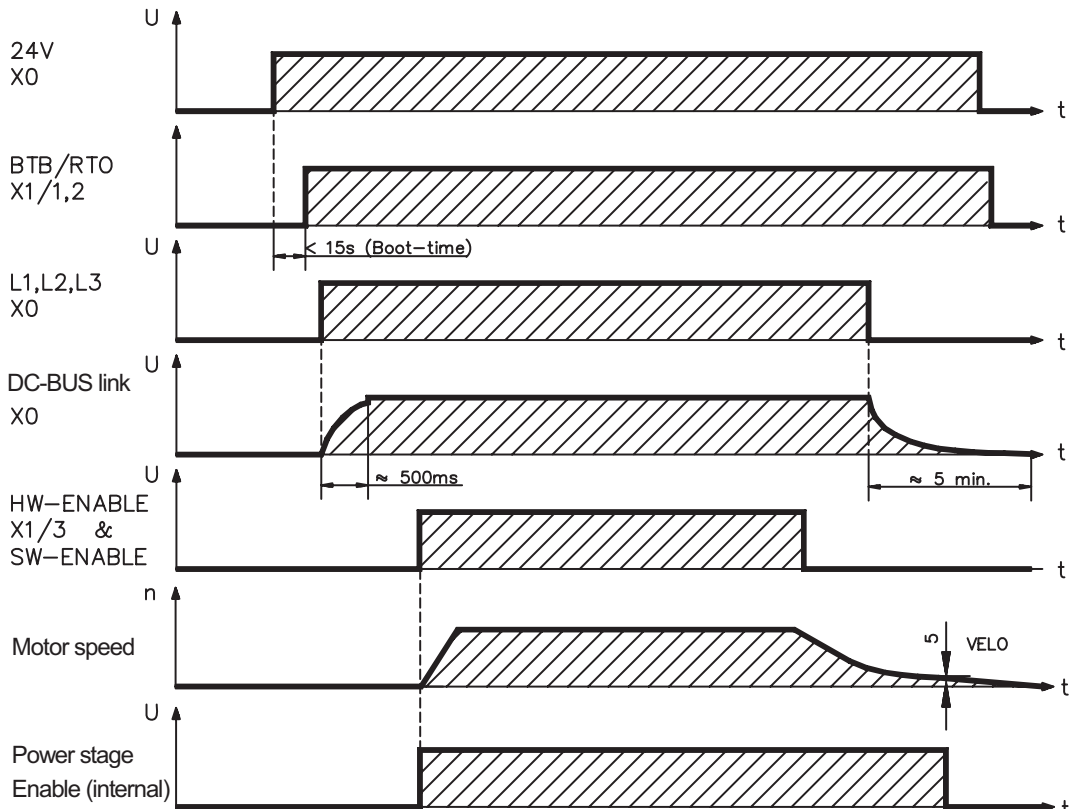 U
24V
X0
t
BTB/RTO
X1/1,2
t
< 15s (Boot-time)
U
L1,L2,L3
X0
t
U
DC-BUS link
X0
t
≈ 500ms
≈ 5 min.
U
HW-ENABLE
X1/3 &
SW-ENABLE
t
n
Motor speed
5
VELO
t
U
Power stage
Enable (internal)
t